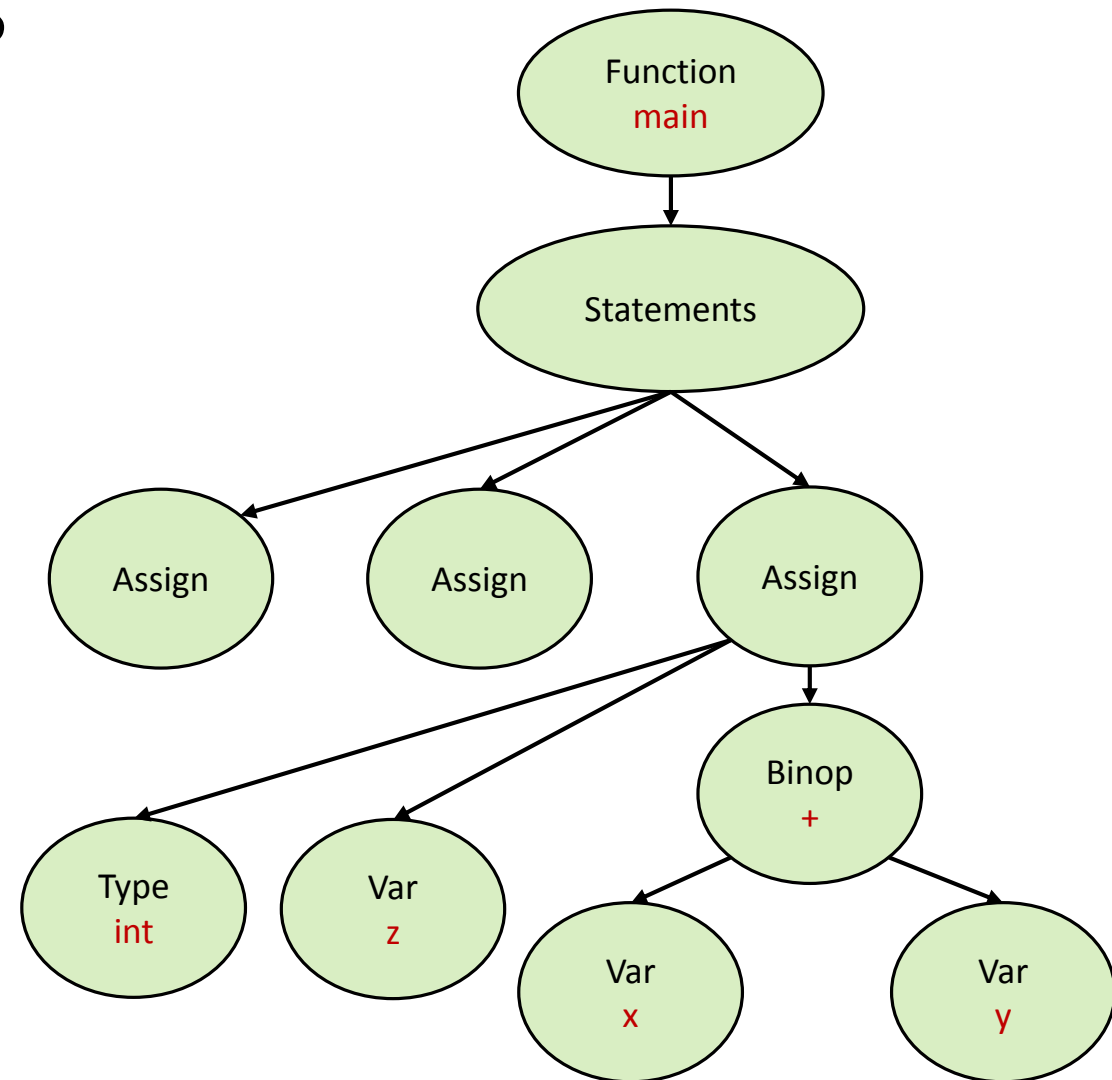 Function
main
Statements
Assign
Assign
Assign
Binop
+
Type
int
Var
z
Var
x
Var
y